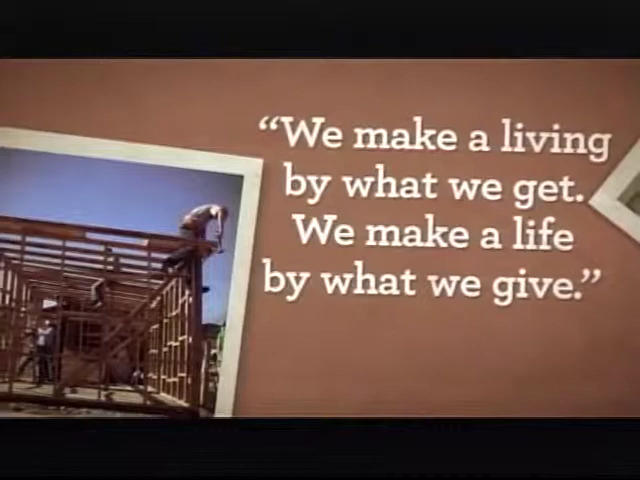 “We make a living
by what we get.
We make a life
by what we give.”